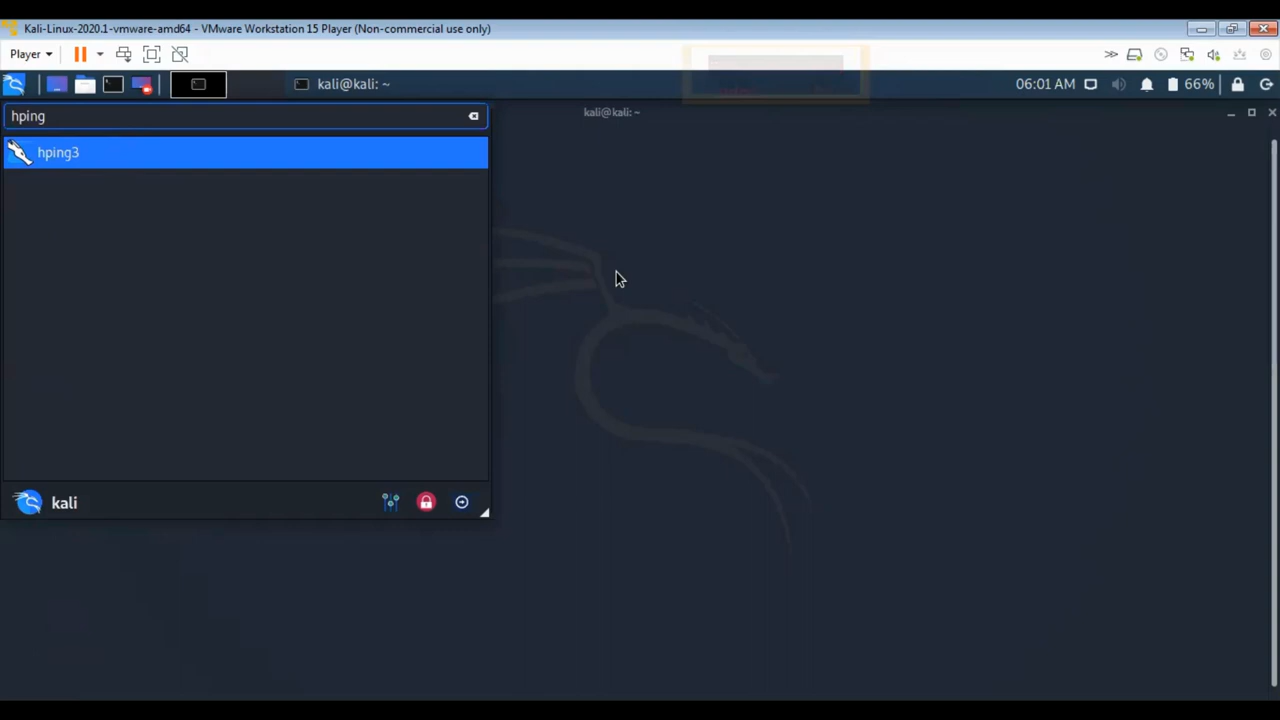 Kali-Linux-2020.1-vmware-amd64 - VMware Workstation 15 Player (Non-commercial use only)
Player
kali@kali: ~
06:01 AM
66%
hping
kali@kali: ~
hping3
kali